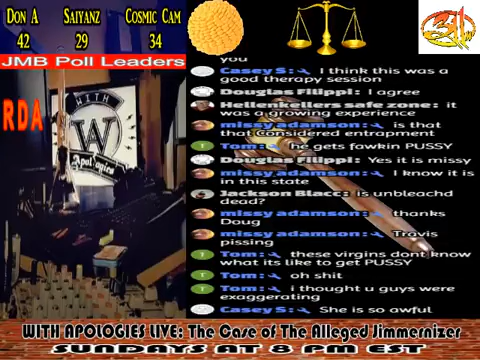 Don A
Saiyanz
Cosmic Cam
42
29
34
JMB Poll Leaders
RDA
WITH
W
Apologies
you
Casey S: I think this was a
good therapy session
Douglas Filippi: I agree
Hellenkellers safe zone: it
was a growing experience
missy adamson: is that
that Considered entrapment
Tom: he gets fawkin PUSSY
Douglas Filippi: Yes it is missy
missy adamson: I know it is
in this state
Jackson Blacc: is unbleachd
dead?
missy adamson: thanks
Doug
missy adamson: Travis
pissing
Tom: these virgins dont know
what its like to get PUSSY
Tom: oh shit
Tom: i thought u guys were
exaggerating
Casey S: She is so awful
WITH APOLOGIES LIVE: The Case of The Alleged Jimmernizer
SUNDAYS AT 8 PM EST